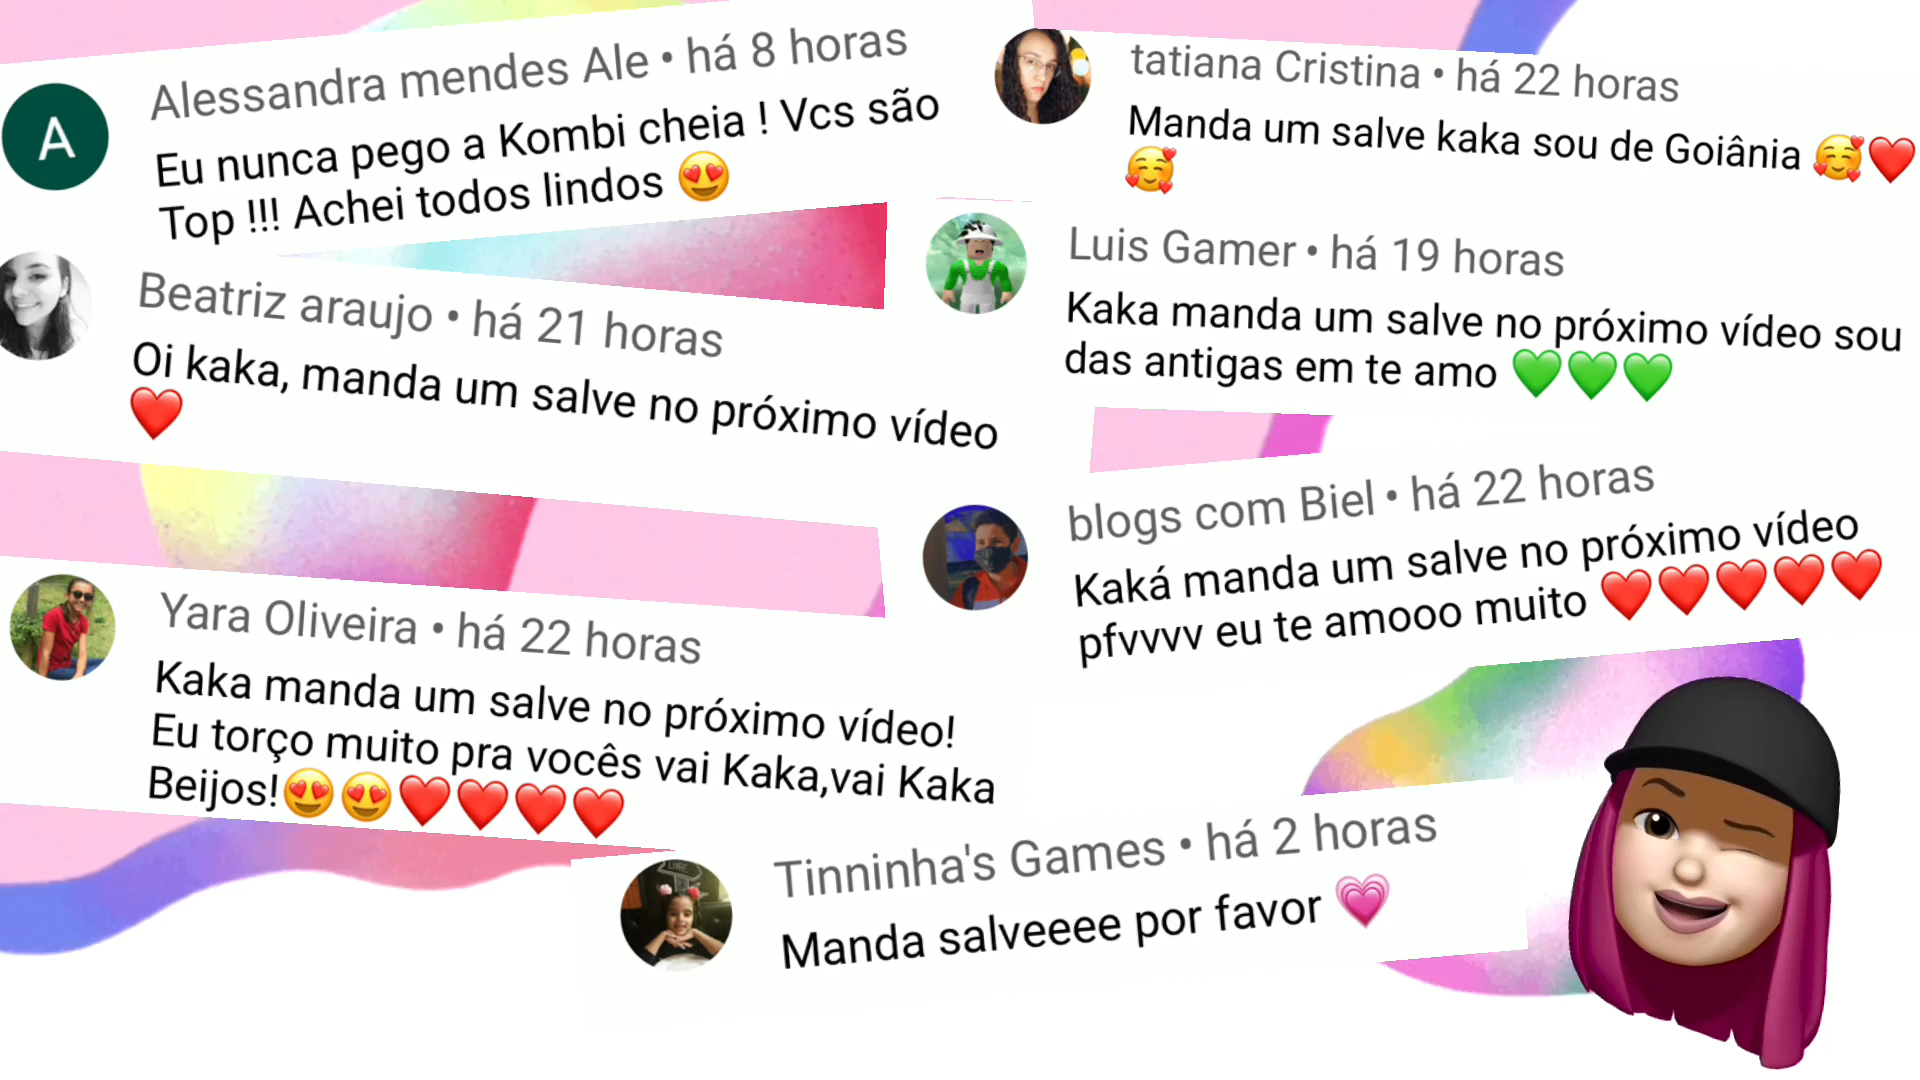 A
Alessandra mendes Ale • há 8 horas
Eu nunca pego a Kombi cheia ! Vcs são
Top !!! Achei todos lindos 😍
Beatriz araujo • há 21 horas
Oi kaka, manda um salve no próximo vídeo
❤️
Yara Oliveira • há 22 horas
Kaka manda um salve no próximo vídeo!
Eu torço muito pra vocês vai Kaka,vai Kaka
Beijos!😍😍❤️❤️❤️❤️
tatiana Cristina • há 22 horas
Manda um salve kaka sou de Goiânia 🥰❤️
🥰
Luis Gamer • há 19 horas
Kaka manda um salve no próximo vídeo sou
das antigas em te amo 💚💚💚
blogs com Biel • há 22 horas
Kaká manda um salve no próximo vídeo
pfvvvv eu te amooo muito ❤️❤️❤️❤️❤️
Tinninha's Games • há 2 horas
Manda salveeee por favor 💗